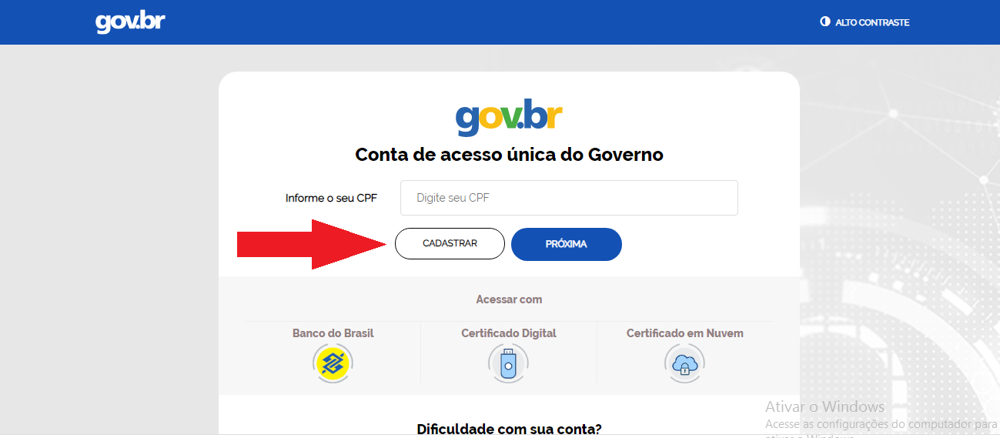 gov.br
ALTO CONTRASTE
gov.br
Conta de acesso única do Governo
Informe o seu CPF
Digite seu CPF
CADASTRAR
PRÓXIMA
Acessar com
Banco do Brasil
Certificado Digital
Certificado em Nuvem
Ativar o Windows
Acesse as configurações do computador para
ativar o Windows.
Dificuldade com sua conta?